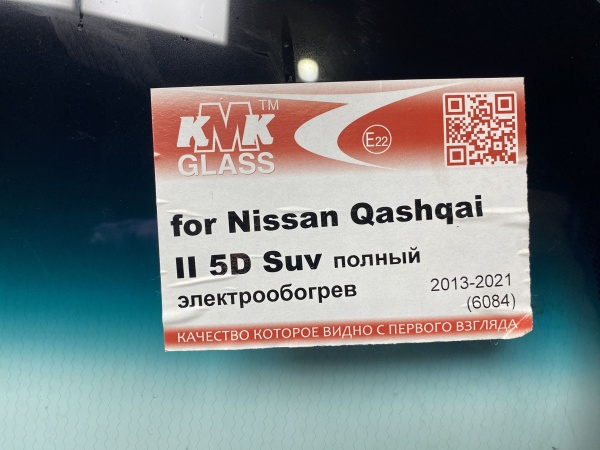 KMK™
GLASS
E22
for Nissan Qashqai
II 5D Suv полный
электрообогрев
2013-2021
(6084)
КАЧЕСТВО КОТОРОЕ ВИДНО С ПЕРВОГО ВЗГЛЯДА